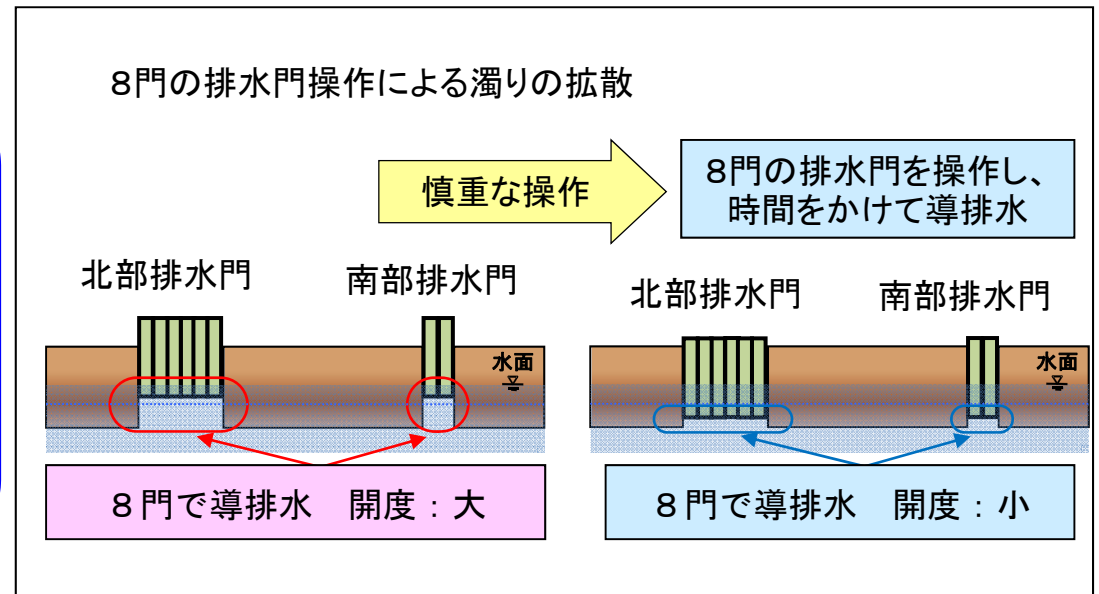 8門の排水門操作による濁りの拡散
慎重な操作
8門の排水門を操作し、
時間をかけて導排水
北部排水門
南部排水門
水面
8門で導排水　開度：大
北部排水門
南部排水門
水面
8門で導排水　開度：小